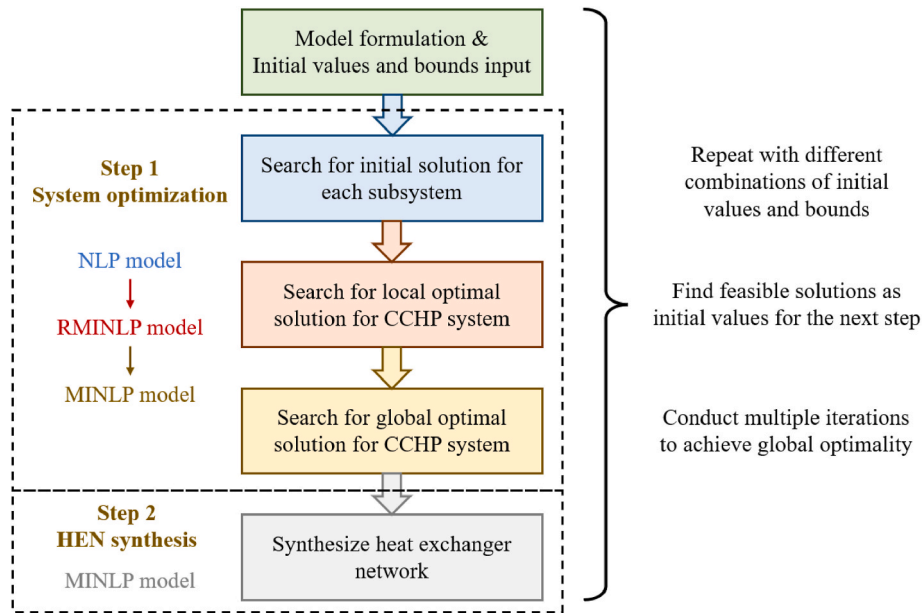 Model formulation &
Initial values and bounds input
Step 1
System optimization
NLP model
RMINLP model
MINLP model
Search for initial solution for
each subsystem
Search for local optimal
solution for CCHP system
Search for global optimal
solution for CCHP system
Step 2
HEN synthesis
MINLP model
Synthesize heat exchanger
network
Repeat with different
combinations of initial
values and bounds
Find feasible solutions as
initial values for the next step
Conduct multiple iterations
to achieve global optimality